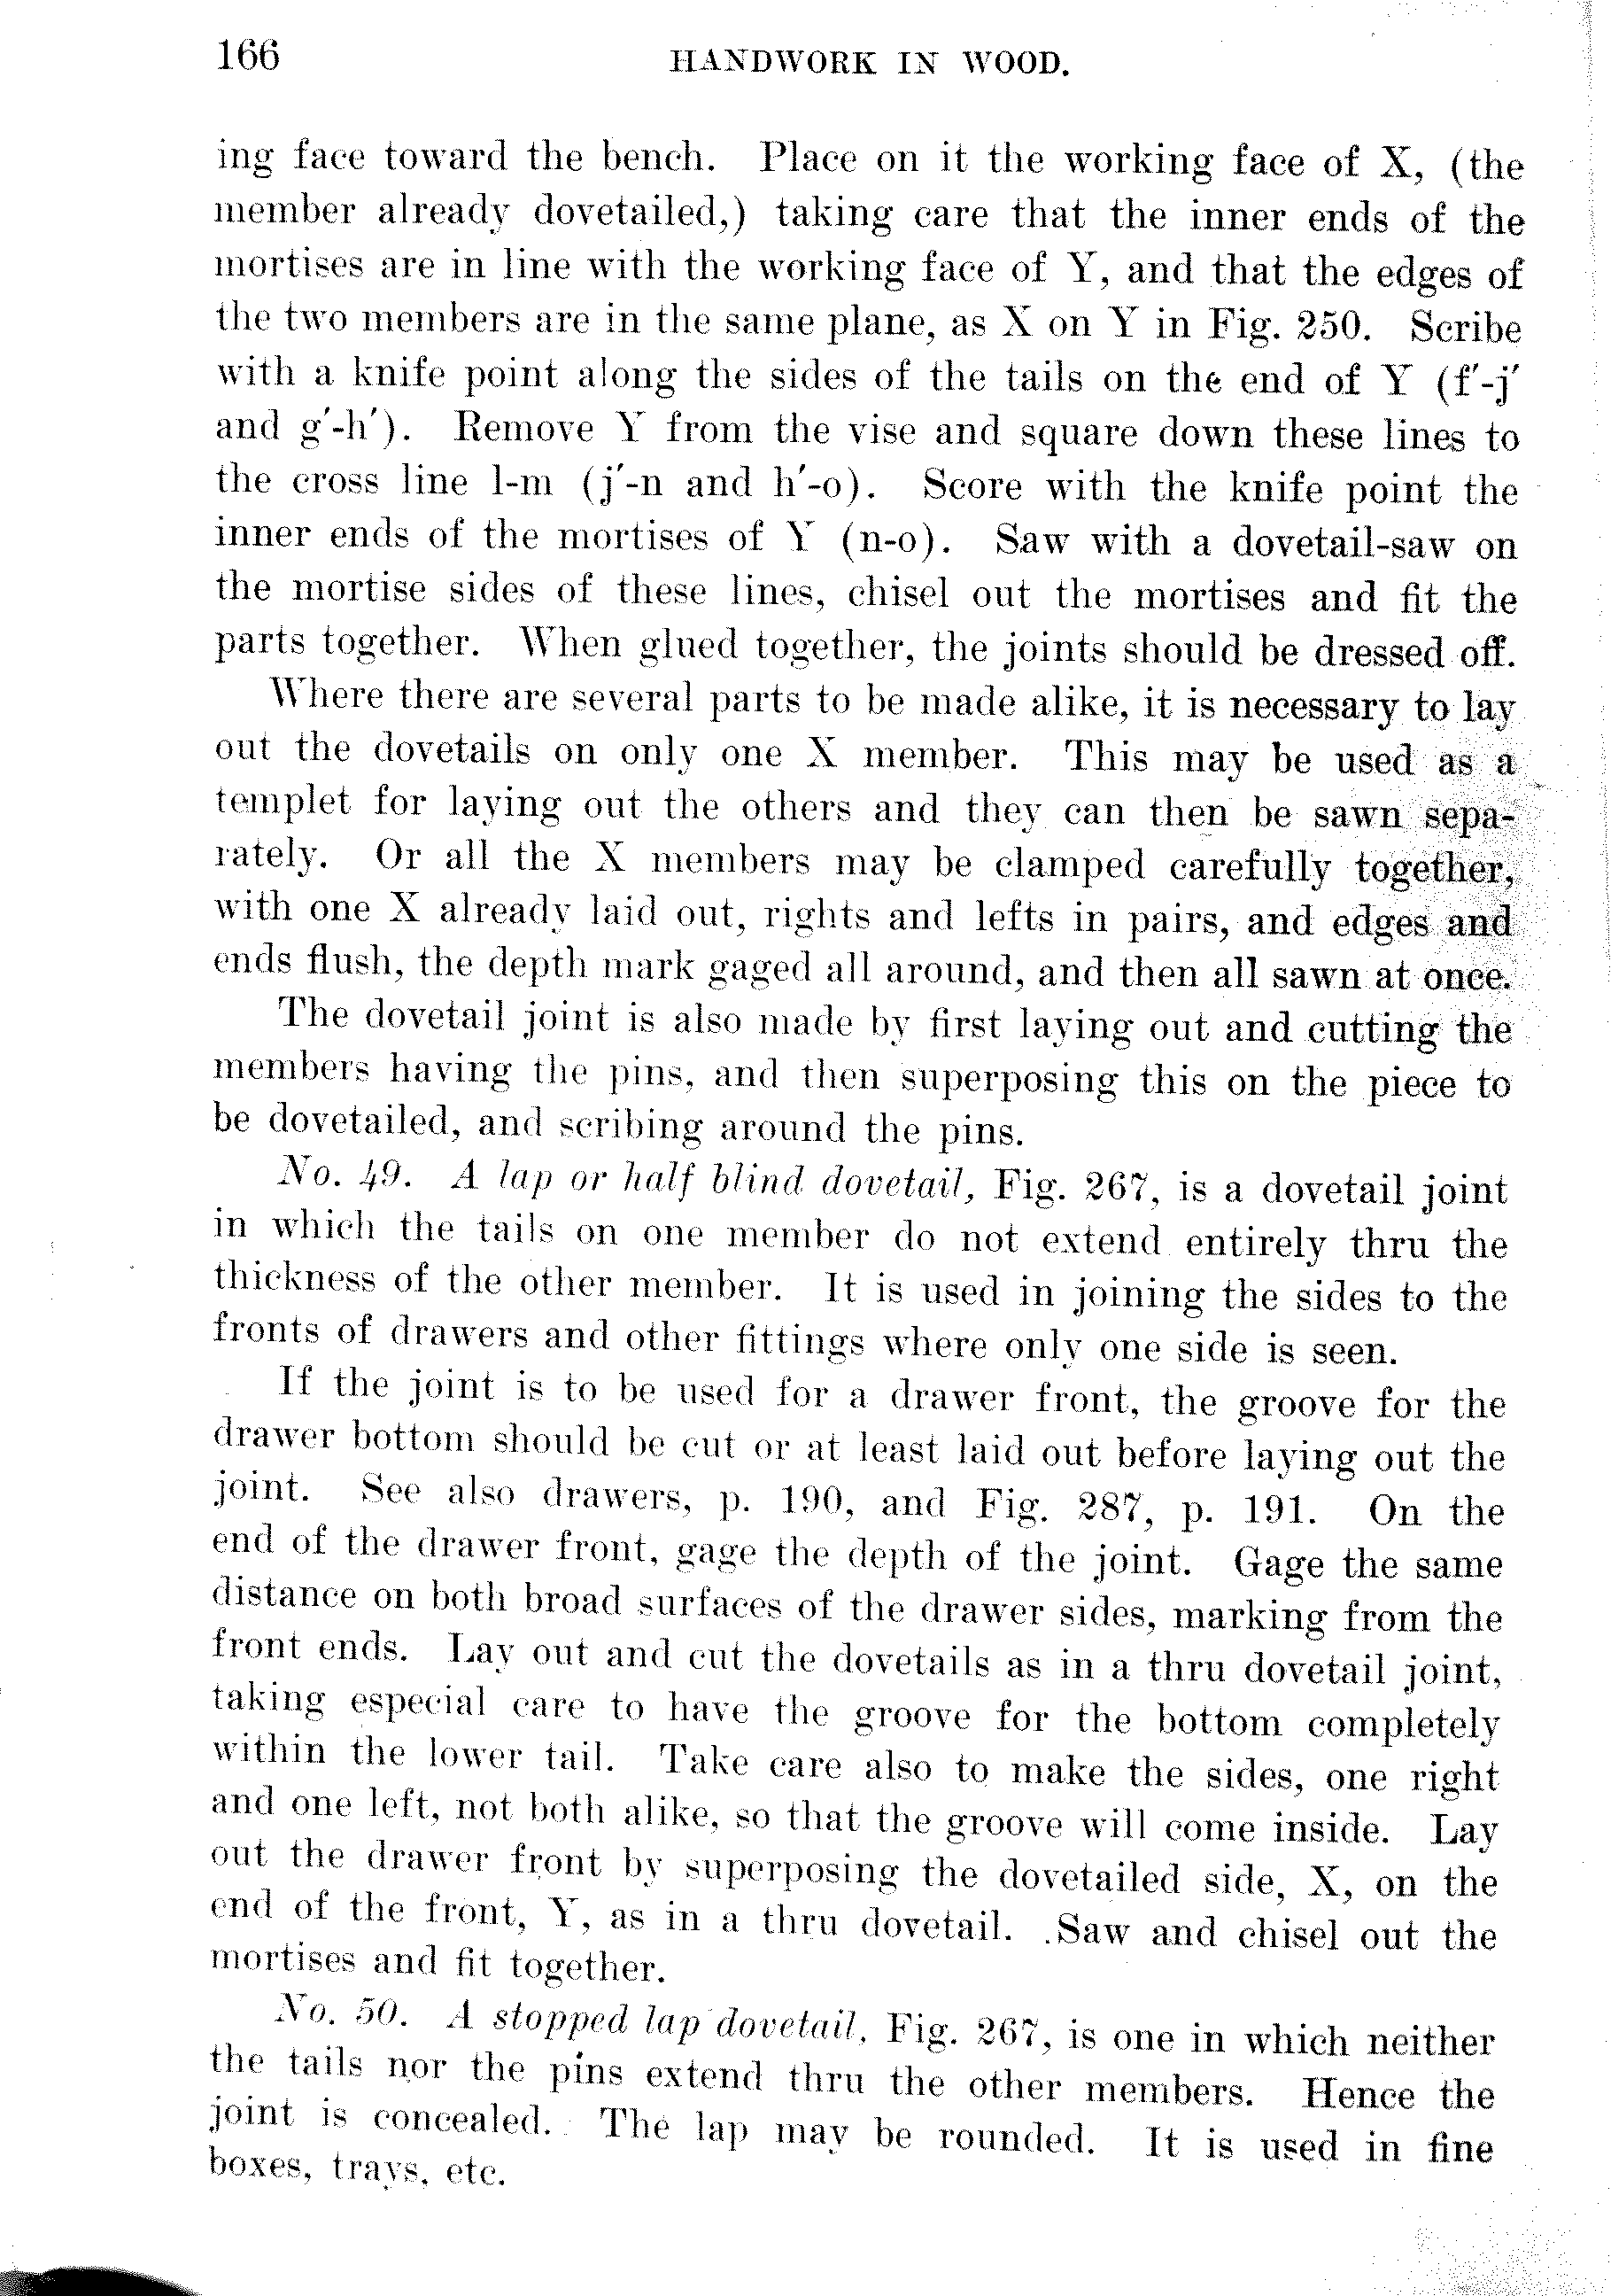 166
HANDWORK IN WOOD.
ing face toward the bench. Place on it the working face of X, (the
member already dovetailed,) taking care that the inner ends of the
mortises are in line with the working face of Y, and that the edges of
the two members are in the same plane, as X on Y in Fig. 250. Scribe
with a knife point along the sides of the tails on the end of Y (f′-j′
and g′-h′). Remove Y from the vise and square down these lines to
the cross line l-m (j′-n and h′-o). Score with the knife point the
inner ends of the mortises of Y (n-o). Saw with a dovetail-saw on
the mortise sides of these lines, chisel out the mortises and fit the
parts together. When glued together, the joints should be dressed off.
Where there are several parts to be made alike, it is necessary to lay
out the dovetails on only one X member. This may be used as a
templet for laying out the others and they can then be sawn sepa-
rately. Or all the X members may be clamped carefully together,
with one X already laid out, rights and lefts in pairs, and edges and
ends flush, the depth mark gaged all around, and then all sawn at once.
The dovetail joint is also made by first laying out and cutting the
members having the pins, and then superposing this on the piece to
be dovetailed, and scribing around the pins.
No. 49. A lap or half blind dovetail, Fig. 267, is a dovetail joint
in which the tails on one member do not extend entirely thru the
thickness of the other member. It is used in joining the sides to the
fronts of drawers and other fittings where only one side is seen.
If the joint is to be used for a drawer front, the groove for the
drawer bottom should be cut or at least laid out before laying out the
joint. See also drawers, p. 190, and Fig. 287, p. 191. On the
end of the drawer front, gage the depth of the joint. Gage the same
distance on both broad surfaces of the drawer sides, marking from the
front ends. Lay out and cut the dovetails as in a thru dovetail joint,
taking especial care to have the groove for the bottom completely
within the lower tail. Take care also to make the sides, one right
and one left, not both alike, so that the groove will come inside. Lay
out the drawer front by superposing the dovetailed side, X, on the
end of the front, Y, as in a thru dovetail. Saw and chisel out the
mortises and fit together.
No. 50. A stopped lap dovetail, Fig. 267, is one in which neither
the tails nor the pins extend thru the other members. Hence the
joint is concealed. The lap may be rounded. It is used in fine
boxes, trays, etc.